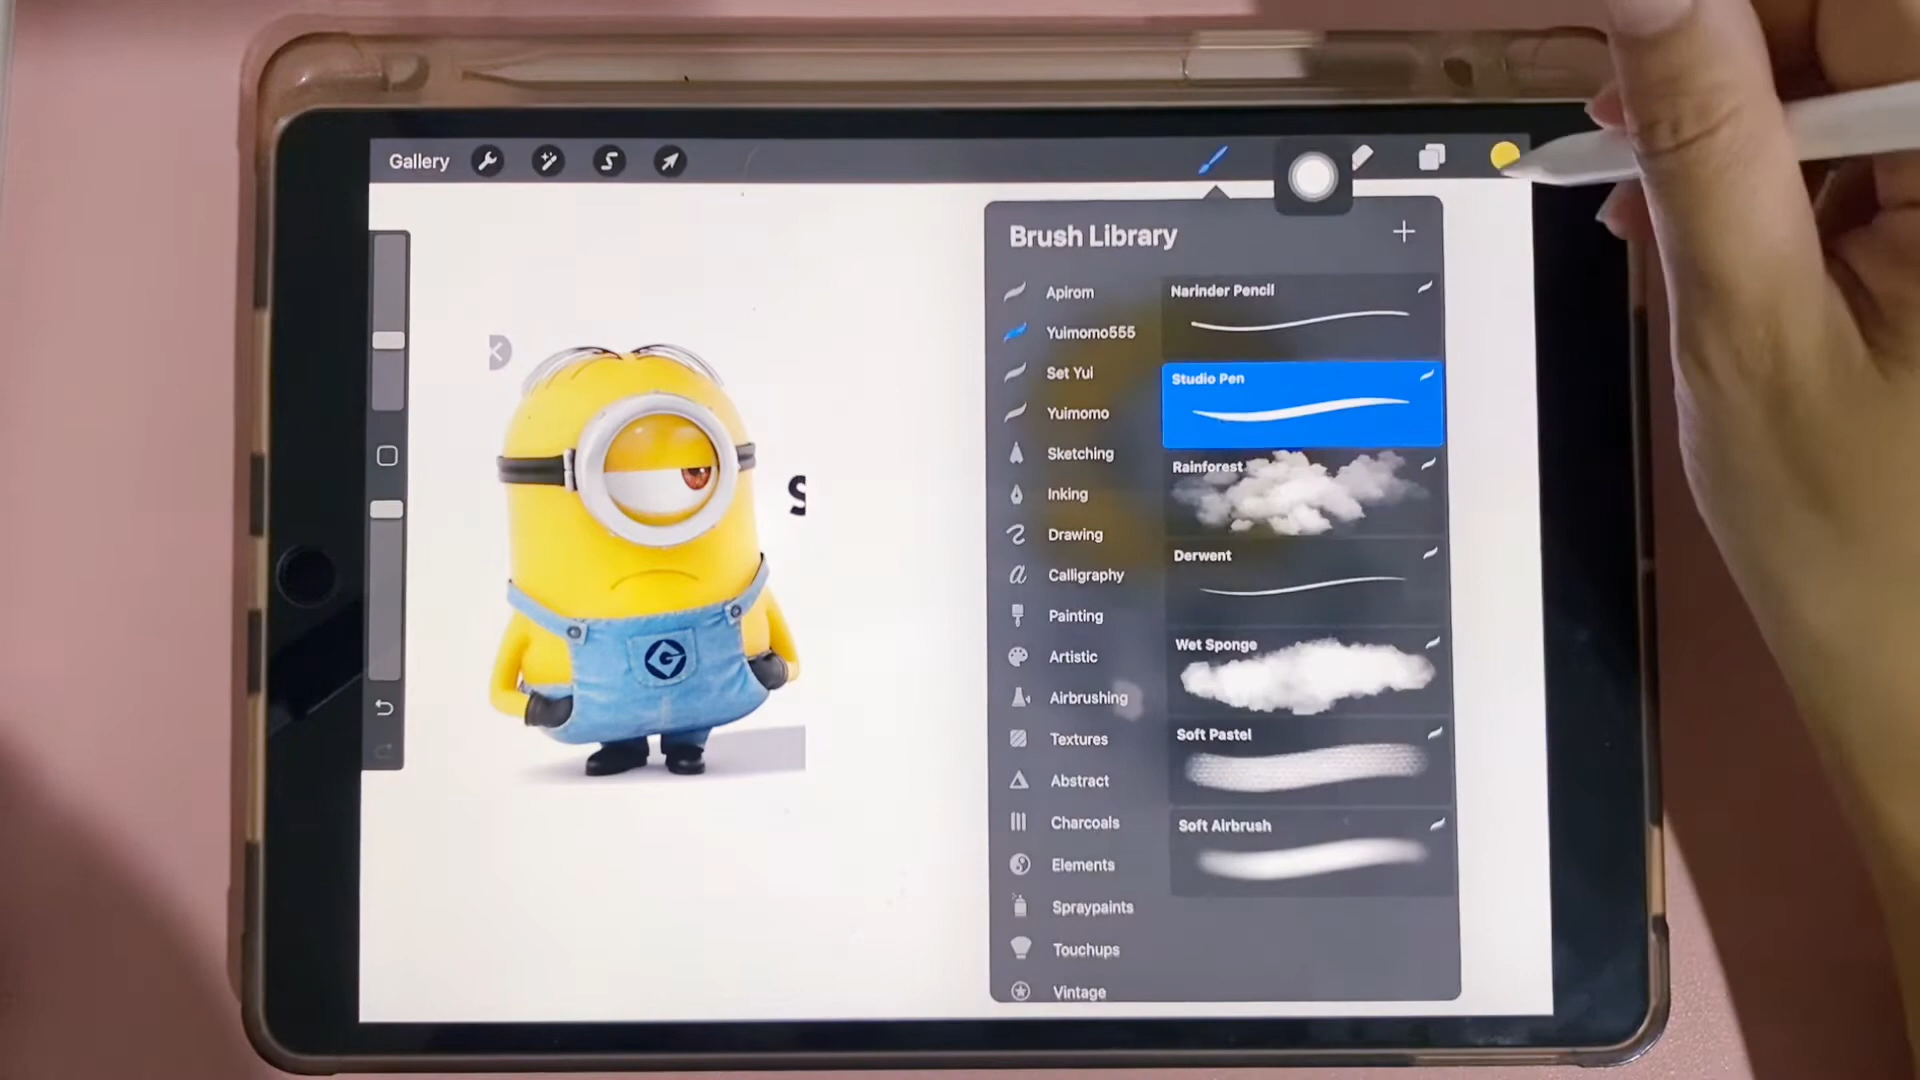 Gallery
Brush Library
Apirom
Yuimomo555
Set Yui
Yuimomo
Sketching
Inking
Drawing
Calligraphy
Painting
Artistic
Airbrushing
Textures
Abstract
Charcoals
Elements
Spraypaints
Touchups
Vintage
Narinder Pencil
Studio Pen
Rainforest
Derwent
Wet Sponge
Soft Pastel
Soft Airbrush
S
G